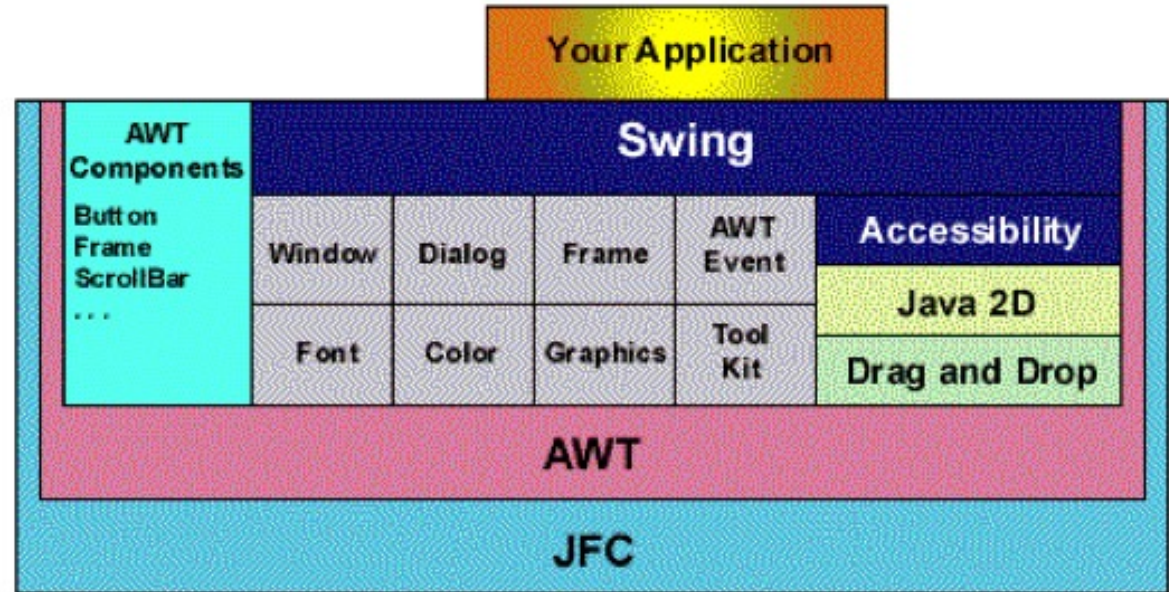 Your Application
AWT
Components
Button
Frame
ScrollBar
...
Swing
Window
Dialog
Frame
AWT
Event
Font
Color
Graphics
Tool
Kit
Accessibility
Java 2D
Drag and Drop
AWT
JFC